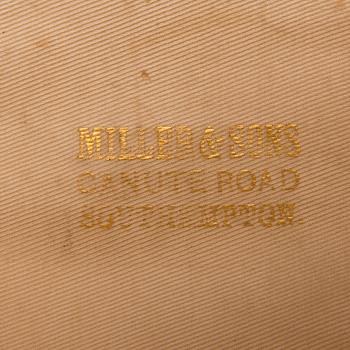 MILLER & SONS
CANUTE ROAD
SOUTHAMPTON.